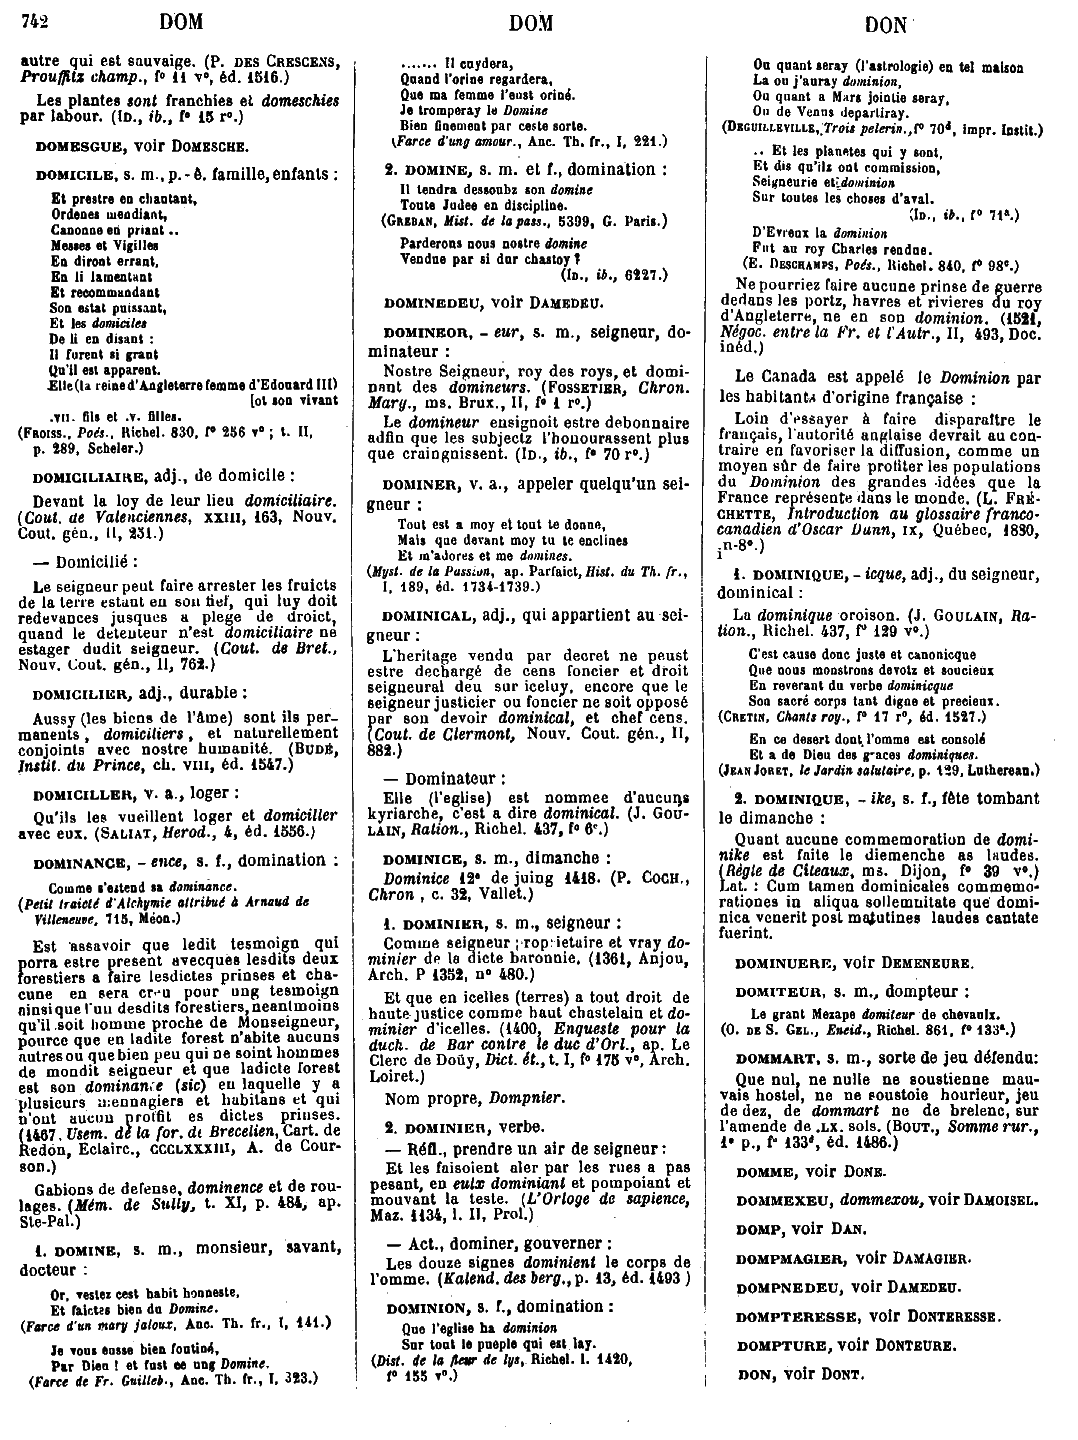 742 DOM DOM DON
autre qui est sauvaige. (P. DES CRESCENS,
Prouffitz champ., f° 11 v°, éd. 1516.)
Les plantes sont franchies et domeschies
par labour. (ID., ib., f° 15 r°.)
DOMESGUE, voir DOMESCHE.
DOMICILE, s. m., p.-ê. famille, enfants :
Et prestre en chantant,
Ordenes mendiant,
Canonne en priant ..
Messes et Vigilles
En diront errant,
En li lamentant
Et recommandant
Son estat puissant,
Et les domiciles
De li en disant :
Il furent si grant
Qu'il est apparent.
Elle (la reine d'Angleterre femme d'Edouard III)
[ot son vivant
.VII. fils et .V. filles.
(FROISS., Poés., Richel. 830, f° 256 v° ; t. II,
p. 289, Scheler.)
DOMICILIAIRE, adj., de domicile :
Devant la loy de leur lieu domiciliaire.
(Cout. de Valenciennes, XXIII, 163, Nouv.
Cout. gén., II, 251.)
— Domicilié :
Le seigneur peut faire arrester les fruicts
de la terre estant en son fief, qui luy doit
redevances jusques a plege de droict,
quand le detenteur n'est domiciliaire ne
estager dudit seigneur. (Cout. de Bret.,
Nouv. Cout. gén., II, 762.)
DOMICILIER, adj., durable :
Aussy (les biens de l'âme) sont ils per-
manents, domiciliers, et naturellement
conjoints avec nostre humanité. (BUDÉ,
Instit. du Prince, ch. VIII, éd. 1547.)
DOMICILLER, v. a., loger :
Qu'ils les vueillent loger et domiciller
avec eux. (SALIAT, Herod., 4, éd. 1556.)
DOMINANCE, - ence, s. f., domination :
Comme s'estend sa dominance.
(Petit traicté d'Alchymie attribué à Arnaud de
Villeneuve, 715, Méon.)
Est assavoir que ledit tesmoign qui
porra estre present avecques lesdits deux
forestiers a faire lesdictes prinses et cha-
cune en sera creu pour ung tesmoign
ainsi que l'un desdits forestiers, neantmoins
qu'il soit homme proche de Monseigneur,
pource que en ladite forest n'abite aucuns
autres ou que bien peu qui ne soint hommes
de mondit seigneur et que ladicte forest
est son dominance (sic) en laquelle y a
plusieurs mennagiers et habitans et qui
n'ont aucun proffit es dictes prinses.
(1467. Usem. de la for. de Brecelien, Cart. de
Redon, Eclairc., CCCLXXXIII, A. de Cour-
son.)
Gabions de defense, dominence et de rou-
lages. (Mém. de Sully, t. XI, p. 484, ap.
Ste-Pal.)
1. DOMINE, s. m., monsieur, savant,
docteur :
Or, vestez cest habit honneste,
Et faictes bien du Domine.
(Farce d'un mary jaloux, Anc. Th. fr., I, 141.)
Je vous eusse bien foutiné,
Par Dieu ! et fust ce ung Domine.
(Farce de Fr. Guilleb., Anc. Th. fr., I, 323.)
....... Il cuydera,
Quand l'orine regardera,
Que ma femme l'eust oriné.
Je tromperay le Domine
Bien finement par ceste sorte.
(Farce d'ung amour., Anc. Th. fr., I, 221.)
2. DOMINE, s. m. et f., domination :
Il tendra dessoubz son domine
Toute Judee en discipline.
(GREBAN, Mist. de la pass., 5399, G. Paris.)
Parderons nous nostre domine
Vendue par si dur chastoy ?
(ID., ib., 6227.)
DOMINEDEU, voir DAMEDEU.
DOMINEOR, - eur, s. m., seigneur, do-
minateur :
Nostre Seigneur, roy des roys, et domi-
nant des domineurs. (FOSSETIER, Chron.
Marg., ms. Brux., II, f° 1 r°.)
Le domineur ensignoit estre debonnaire
adfin que les subjectz l'honourassent plus
que craingnissent. (ID., ib., f° 70 r°.)
DOMINER, v. a., appeler quelqu'un sei-
gneur :
Tout est a moy et tout te donne,
Mais que devant moy tu te enclines
Et m'adores et me domines.
(Myst. de la Passion, ap. Parfaict, Hist. du Th. fr.,
I, 189, éd. 1734-1739.)
DOMINICAL, adj., qui appartient au sei-
gneur :
L'heritage vendu par decret ne peust
estre dechargé de cens foncier et droit
seigneural deu sur iceluy, encore que le
seigneur justicier ou foncier ne soit opposé
par son devoir dominical, et chef cens.
(Cout. de Clermont, Nouv. Cout. gén., II,
882.)
— Dominateur :
Elle (l'eglise) est nommee d'aucuns
kyriarche, c'est a dire dominical. (J. GOU-
LAIN, Ration., Richel. 437, f° 6c.)
DOMINICE, s. m., dimanche :
Dominice 12e de juing 1418. (P. COCH.,
Chron , c. 32, Vallet.)
1. DOMINIER, s. m., seigneur :
Comme seigneur proprietaire et vray do-
minier de la dicte baronnie. (1361, Anjou,
Arch. P 1352, n° 480.)
Et que en icelles (terres) a tout droit de
haute justice comme haut chastelain et do-
minier d'icelles. (1400, Enqueste pour la
duch. de Bar contre le duc d'Orl., ap. Le
Clerc de Doüy, Dict. ét., t. I, f° 175 v°, Arch.
Loiret.)
Nom propre, Dompnier.
2. DOMINIER, verbe.
— Réfl., prendre un air de seigneur :
Et les faisoient aler par les rues a pas
pesant, en eulx dominiant et pompoiant et
mouvant la teste. (L'Orloge de sapience,
Maz. 1134, l. II, Prol.)
— Act., dominer, gouverner :
Les douze signes dominient le corps de
l'omme. (Kalend. des berg., p. 13, éd. 1493 )
DOMINION, s. f., domination :
Que l'eglise ha dominion
Sur tout le pueple qui est lay.
(Dist. de la fleur de lys, Richel. l. 1420,
f° 155 v°.)
Ou quant seray (l'astrologie) en tel maison
La ou j'auray dominion,
Ou quant a Mars jointie seray,
Ou de Venus departiray.
(DEGUILLEVILLE, Trois pelerin., f° 70d, impr. Instit.)
.. Et les planetes qui y sont,
Et dis qu'ilz ont commission,
Seigneurie et dominion
Sur toutes les choses d'aval.
(ID., ib., f° 71a.)
D'Evreux la dominion
Fut au roy Charles rendue.
(E. DESCHAMPS, Poés., Richel. 840, f° 98c.)
Ne pourriez faire aucune prinse de guerre
dedans les portz, havres et rivieres du roy
d'Angleterre, ne en son dominion. (1521,
Négoc. entre la Fr. et l'Autr., II, 493, Doc.
inéd.)
Le Canada est appelé le Dominion par
les habitants d'origine française :
Loin d'essayer à faire disparaître le
français, l'autorité anglaise devrait au con-
traire en favoriser la diffusion, comme un
moyen sûr de faire profiter les populations
du Dominion des grandes idées que la
France représente dans le monde. (L. FRÉ-
CHETTE, Introduction au glossaire franco-
canadien d'Oscar Dunn, IX, Québec, 1880,
in-8°.)
1. DOMINIQUE, - icque, adj., du seigneur,
dominical :
La dominique oroison. (J. GOULAIN, Ra-
tion., Richel. 437, f° 129 v°.)
C'est cause donc juste et canonicque
Que nous monstrons devotz et soucieux
En reverant du verbe dominicque
Son sacré corps tant digne et precieux.
(CRETIN, Chants roy., f° 17 r°, éd. 1527.)
En ce desert dont l'omme est consolé
Et a de Dieu des graces dominiques.
(JEAN JORET, le Jardin salutaire, p. 129, Lutherean.)
2. DOMINIQUE, - ike, s. f., fête tombant
le dimanche :
Quant aucune commemoration de domi-
nike est faite le diemenche as laudes.
(Règle de Citeaux, ms. Dijon, f° 39 v°.)
Lat. : Cum tamen dominicales commemo-
rationes in aliqua sollemnitate que domi-
nica venerit post matutines laudes cantate
fuerint.
DOMINUERE, voir DEMENEURE.
DOMITEUR, s. m., dompteur :
Le grant Mezape domiteur de chevaulx.
(O. DE S. GEL., Eneid., Richel. 861, f° 133a.)
DOMMART, s. m., sorte de jeu défendu:
Que nul, ne nulle ne soustienne mau-
vais hostel, ne ne soustoie hourieur, jeu
de dez, de dommart ne de brelenc, sur
l'amende de .LX. sols. (BOUT., Somme rur.,
1e p., f° 133d, éd. 1486.)
DOMME, voir DONE.
DOMMEXEU, dommexou, voir DAMOISEL.
DOMP, voir DAN.
DOMPMAGIER, voir DAMAGIER.
DOMPNEDEU, voir DAMEDEU.
DOMPTERESSE, voir DONTERESSE.
DOMPTURE, voir DONTEURE.
DON, voir DONT.